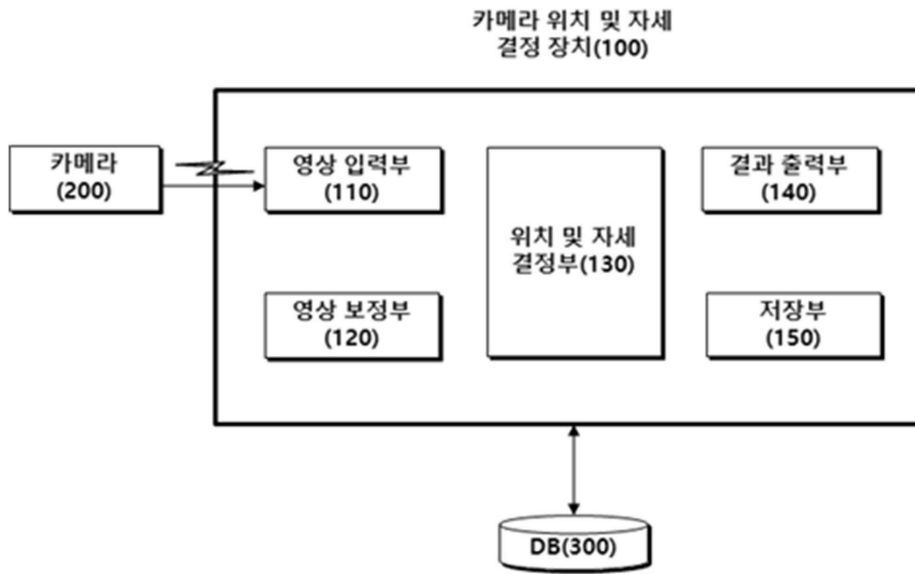 카메라 위치 및 자세
결정 장치(100)
카메라
(200)
영상 입력부
(110)
위치 및 자세
결정부(130)
결과 출력부
(140)
영상 보정부
(120)
저장부
(150)
DB(300)